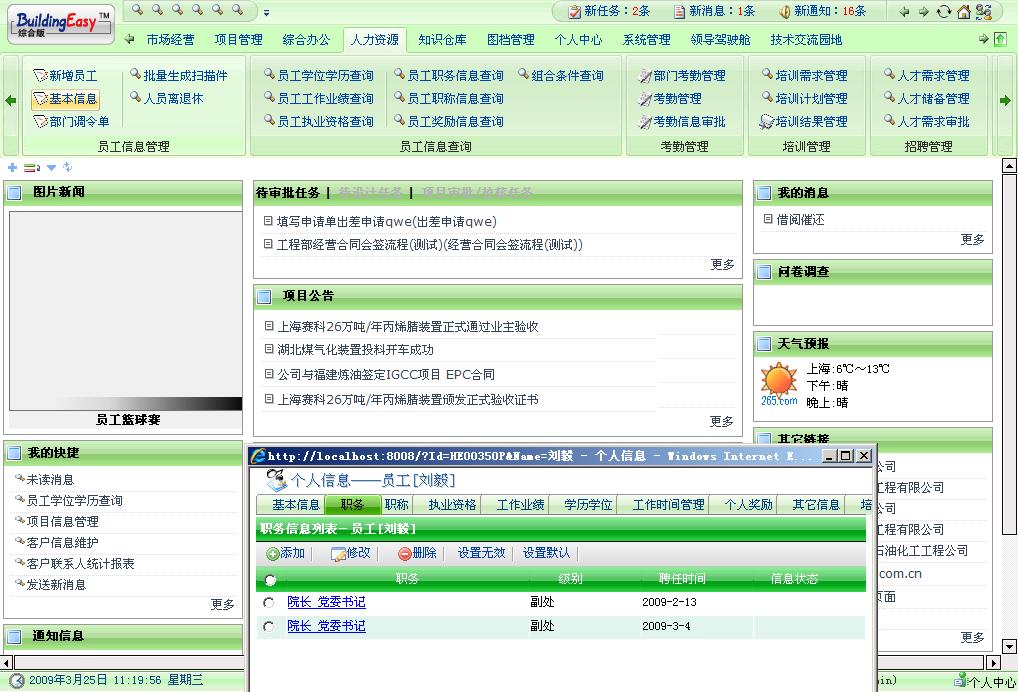 BuildingEasy
综合版
新任务：2条 新消息：1条 新通知：16条
市场经营 项目管理 综合办公 人力资源 知识仓库 图档管理 个人中心 系统管理 领导驾驶舱 技术交流园地
新增员工 批量生成扫描件 员工学位学历查询 员工职务信息查询 组合条件查询 部门考勤管理 培训需求管理 人才需求管理
基本信息 人员离退休 员工工作业绩查询 员工职称信息查询 考勤管理 培训计划管理 人才储备管理
部门调令单 员工执业资格查询 员工奖励信息查询 考勤信息审批 培训结果管理 人才需求审批
员工信息管理 员工信息查询 考勤管理 培训管理 招聘管理
图片新闻
员工篮球赛
我的快捷
未读消息
员工学位学历查询
项目信息管理
客户信息维护
客户联系人统计报表
发送新消息
更多
通知信息
待审批任务 | 待设计任务 | 项目审批/校核任务
填写申请单出差申请qwe(出差申请qwe)
工程部经营合同会签流程(测试)(经营合同会签流程(测试))
更多
项目公告
上海赛科26万吨/年丙烯腈装置正式通过业主验收
湖北煤气化装置投料开车成功
公司与福建炼油签定IGCC项目 EPC合同
上海赛科26万吨/年丙烯腈装置颁发正式验收证书
更多
我的消息
借阅催还
更多
问卷调查
天气预报
上海:6℃～13℃
下午:晴
晚上:晴
265.com
其它链接
公司
工程有限公司
公司
工程有限公司
石油化工工程公司
com.cn
页面
更多
http://localhost:8008/?Id=HE00350P&Name=刘毅 - 个人信息 - Windows Internet E...
个人信息——员工[刘毅]
基本信息 职务 职称 执业资格 工作业绩 学历学位 工作时间管理 个人奖励 其它信息 培
职务信息列表－员工[刘毅]
添加 修改 删除 设置无效 设置默认
职务 级别 聘任时间 信息状态
院长 党委书记 副处 2009-2-13
院长 党委书记 副处 2009-3-4
2009年3月25日 11:19:56 星期三
in) 个人中心